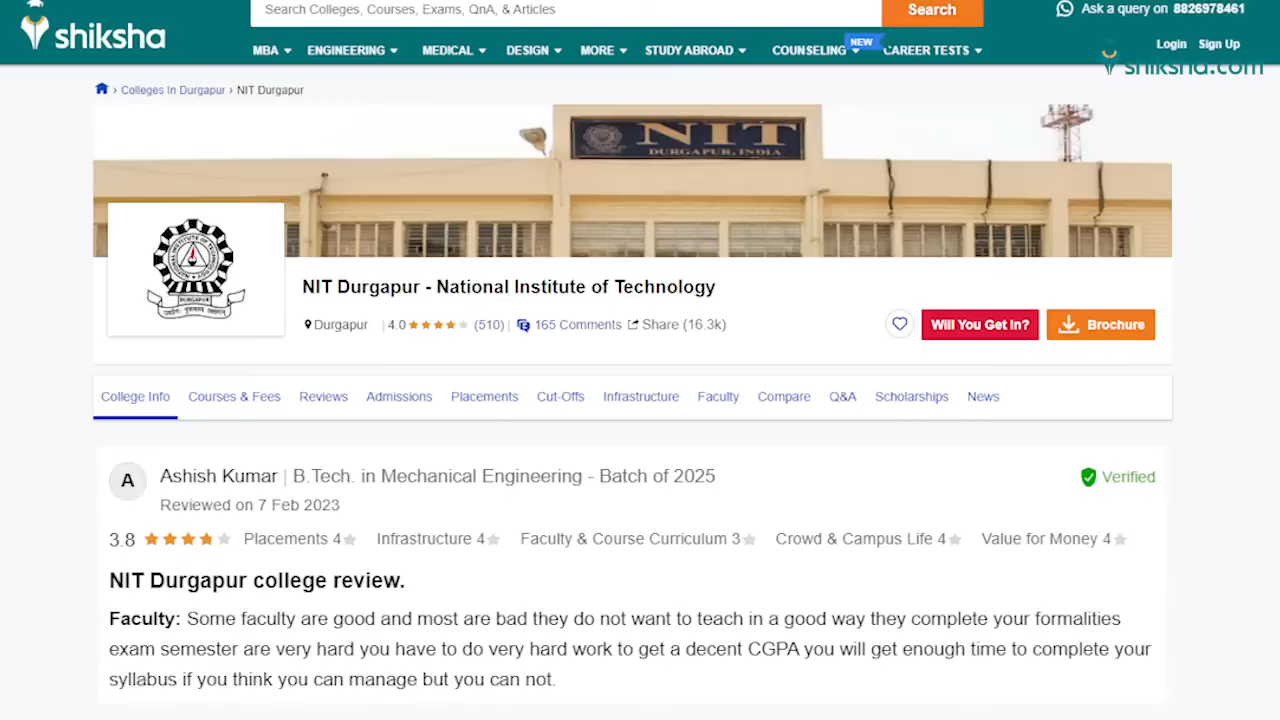 shiksha
Search Colleges, Courses, Exams, QnA, & Articles
Search
Ask a query on 8826978461
MBA
ENGINEERING
MEDICAL
DESIGN
MORE
STUDY ABROAD
COUNSELING
NEW
CAREER TESTS
Login Sign Up
shiksha.com
› Colleges In Durgapur › NIT Durgapur
NIT
DURGAPUR, INDIA
DURGAPUR
NIT Durgapur - National Institute of Technology
Durgapur | 4.0 (510) | 165 Comments Share (16.3k)
Will You Get In?
Brochure
College Info Courses & Fees Reviews Admissions Placements Cut-Offs Infrastructure Faculty Compare Q&A Scholarships News
A
Ashish Kumar | B.Tech. in Mechanical Engineering - Batch of 2025
Verified
Reviewed on 7 Feb 2023
3.8 Placements 4 Infrastructure 4 Faculty & Course Curriculum 3 Crowd & Campus Life 4 Value for Money 4
NIT Durgapur college review.
Faculty: Some faculty are good and most are bad they do not want to teach in a good way they complete your formalities
exam semester are very hard you have to do very hard work to get a decent CGPA you will get enough time to complete your
syllabus if you think you can manage but you can not.